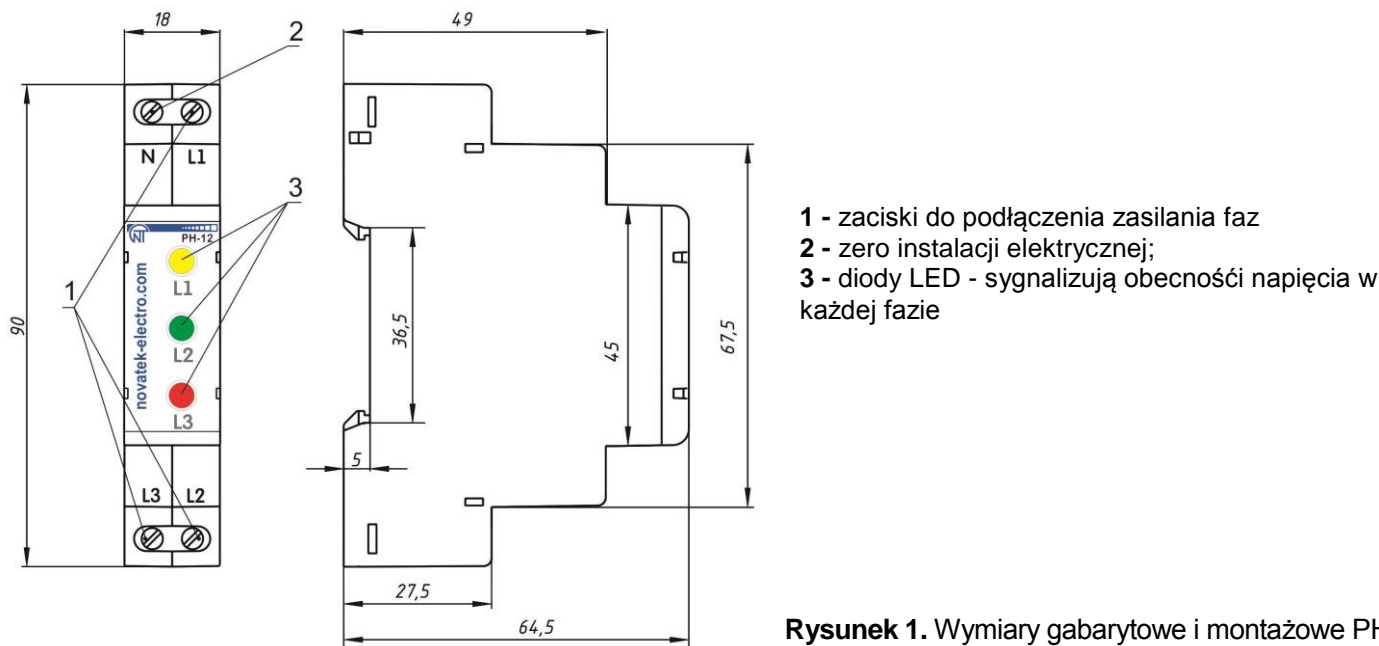 18
49
2
N L1
3
PH-12
L1
1
L2
novatek-electro.com
L3
90
36,5
45
67,5
5
L3 L2
27,5
64,5
1 - zaciski do podłączenia zasilania faz
2 - zero instalacji elektrycznej;
3 - diody LED - sygnalizują obecnośći napięcia w
każdej fazie
Rysunek 1. Wymiary gabarytowe i montażowe